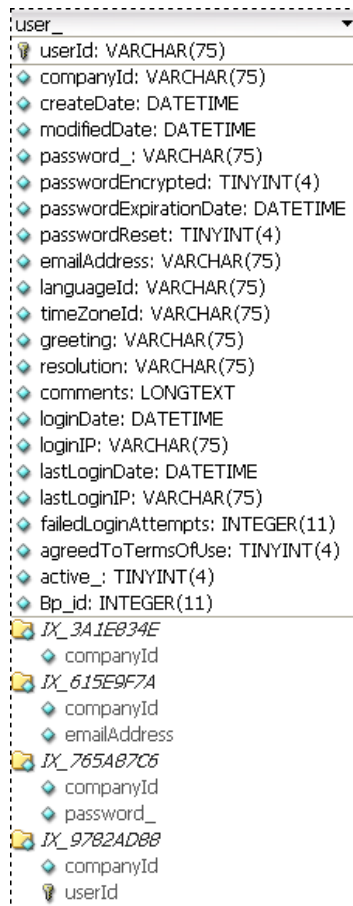 user_
userId: VARCHAR(75)
companyId: VARCHAR(75)
createDate: DATETIME
modifiedDate: DATETIME
password_: VARCHAR(75)
passwordEncrypted: TINYINT(4)
passwordExpirationDate: DATETIME
passwordReset: TINYINT(4)
emailAddress: VARCHAR(75)
languageId: VARCHAR(75)
timeZoneId: VARCHAR(75)
greeting: VARCHAR(75)
resolution: VARCHAR(75)
comments: LONGTEXT
loginDate: DATETIME
loginIP: VARCHAR(75)
lastLoginDate: DATETIME
lastLoginIP: VARCHAR(75)
failedLoginAttempts: INTEGER(11)
agreedToTermsOfUse: TINYINT(4)
active_: TINYINT(4)
Bp_id: INTEGER(11)
IX_3A1E834E
companyId
IX_615E9F7A
companyId
emailAddress
IX_765A87C6
companyId
password_
IX_9782AD88
companyId
userId